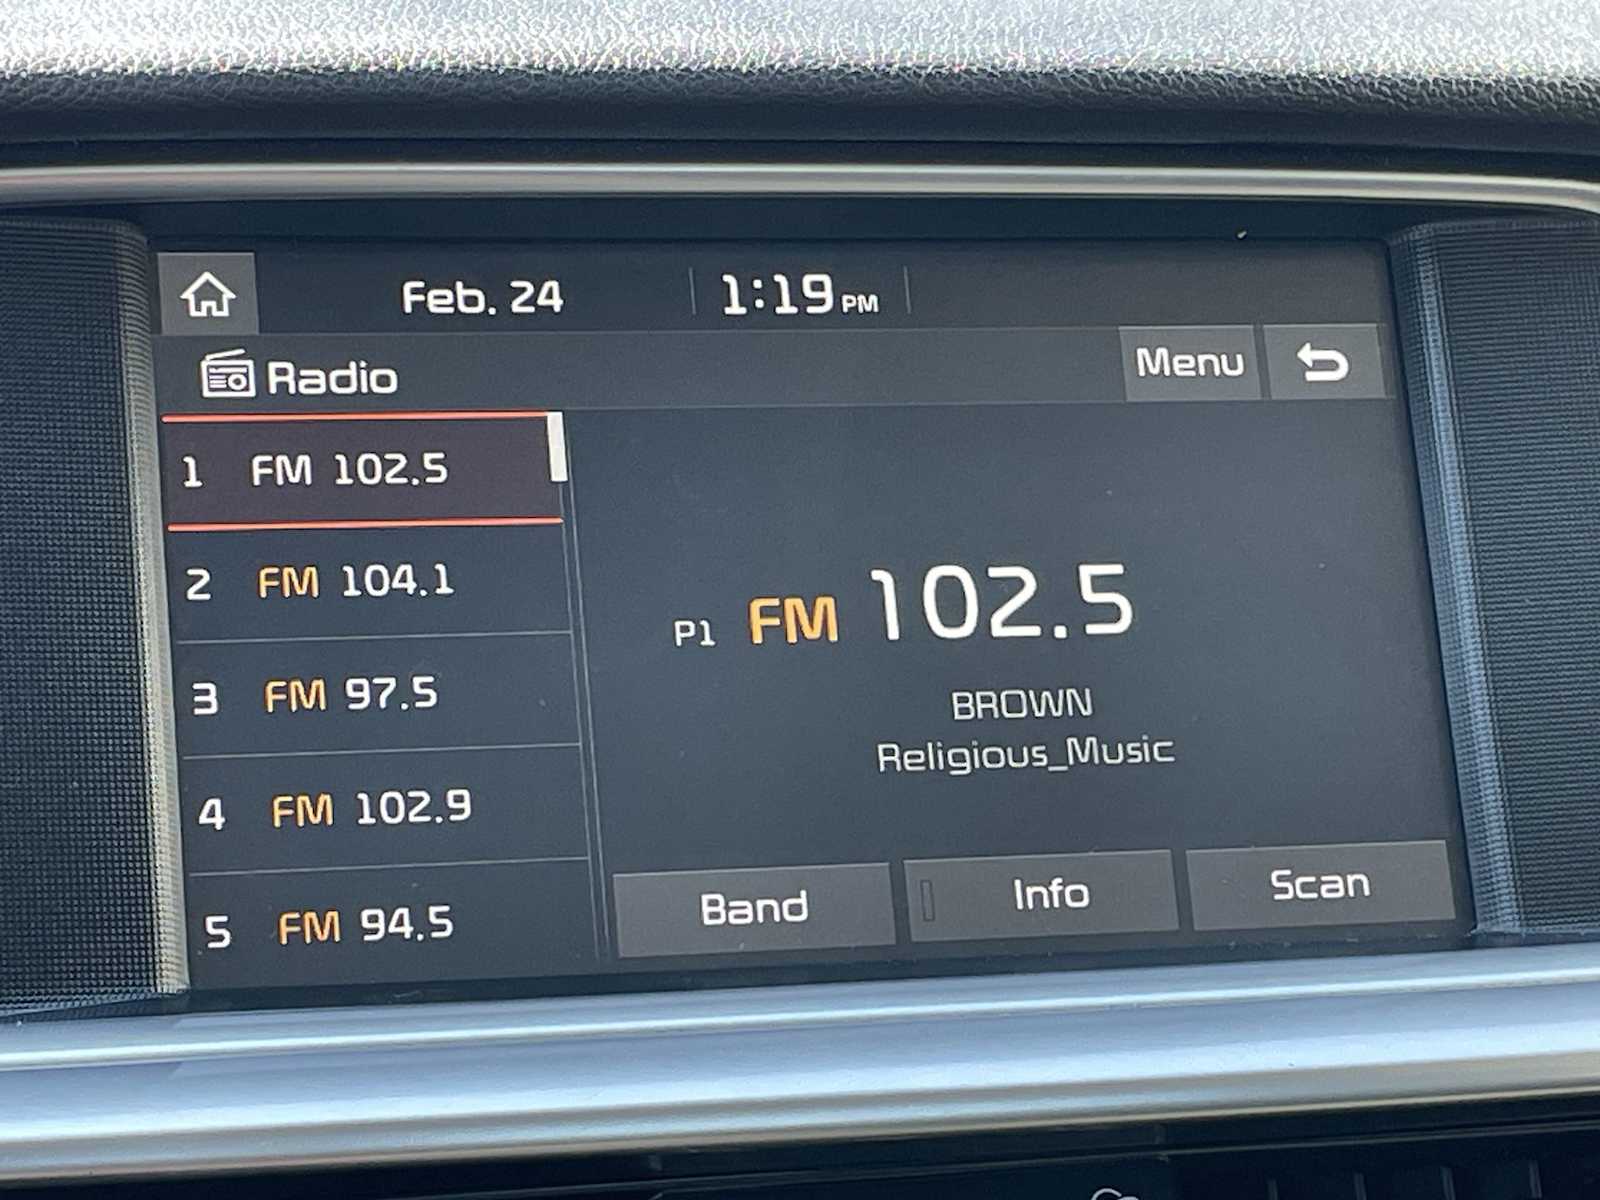 Feb. 24 1:19 PM
Radio
Menu
1 FM 102.5
2 FM 104.1
3 FM 97.5
4 FM 102.9
5 FM 94.5
P1 FM 102.5
BROWN
Religious_Music
Band Info Scan